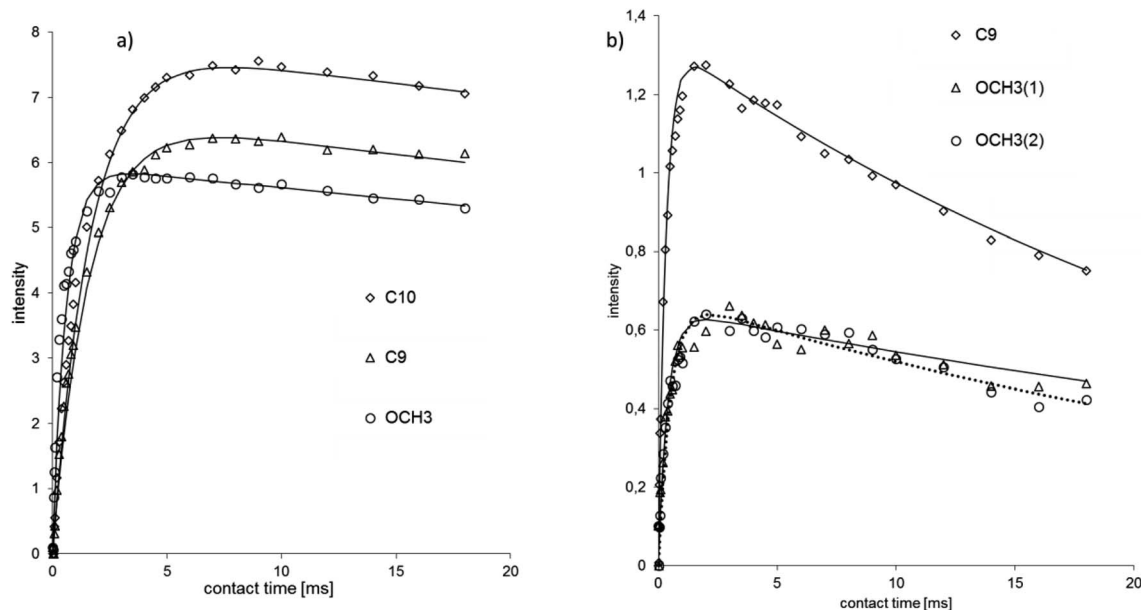 a)
8
7
6
5
4
3
2
1
0
intensity
C10
C9
OCH3
0 5 10 15 20
contact time [ms]
b)
1,4
1,2
1
0,8
0,6
0,4
0,2
0
intensity
C9
OCH3(1)
OCH3(2)
0 5 10 15 20
contact time [ms]